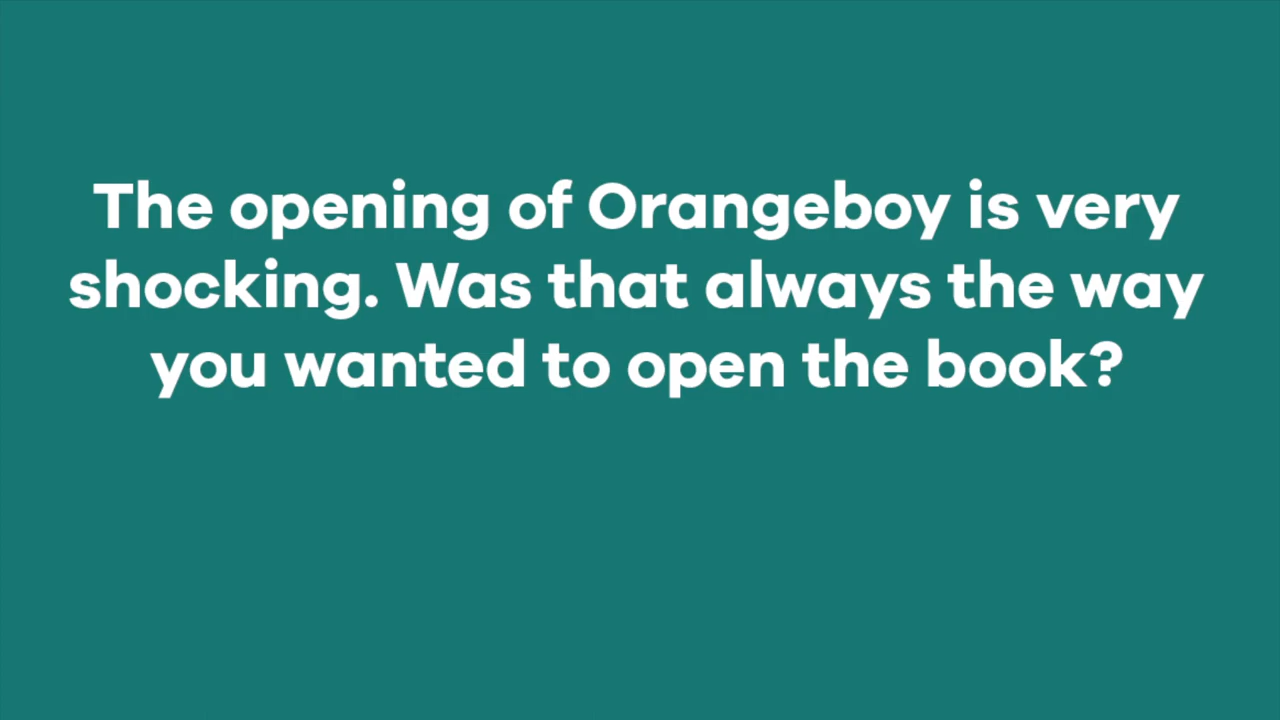 The opening of Orangeboy is very
shocking. Was that always the way
you wanted to open the book?